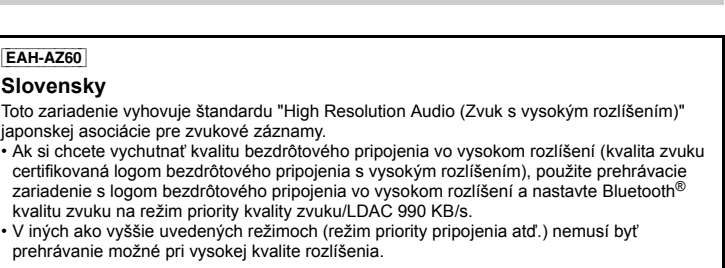 EAH-AZ60
Slovensky
Toto zariadenie vyhovuje štandardu "High Resolution Audio (Zvuk s vysokým rozlíšením)"
japonskej asociácie pre zvukové záznamy.
• Ak si chcete vychutnať kvalitu bezdrôtového pripojenia vo vysokom rozlíšení (kvalita zvuku
certifikovaná logom bezdrôtového pripojenia s vysokým rozlíšením), použite prehrávacie
zariadenie s logom bezdrôtového pripojenia vo vysokom rozlíšení a nastavte Bluetooth®
kvalitu zvuku na režim priority kvality zvuku/LDAC 990 KB/s.
• V iných ako vyššie uvedených režimoch (režim priority pripojenia atď.) nemusí byť
prehrávanie možné pri vysokej kvalite rozlíšenia.